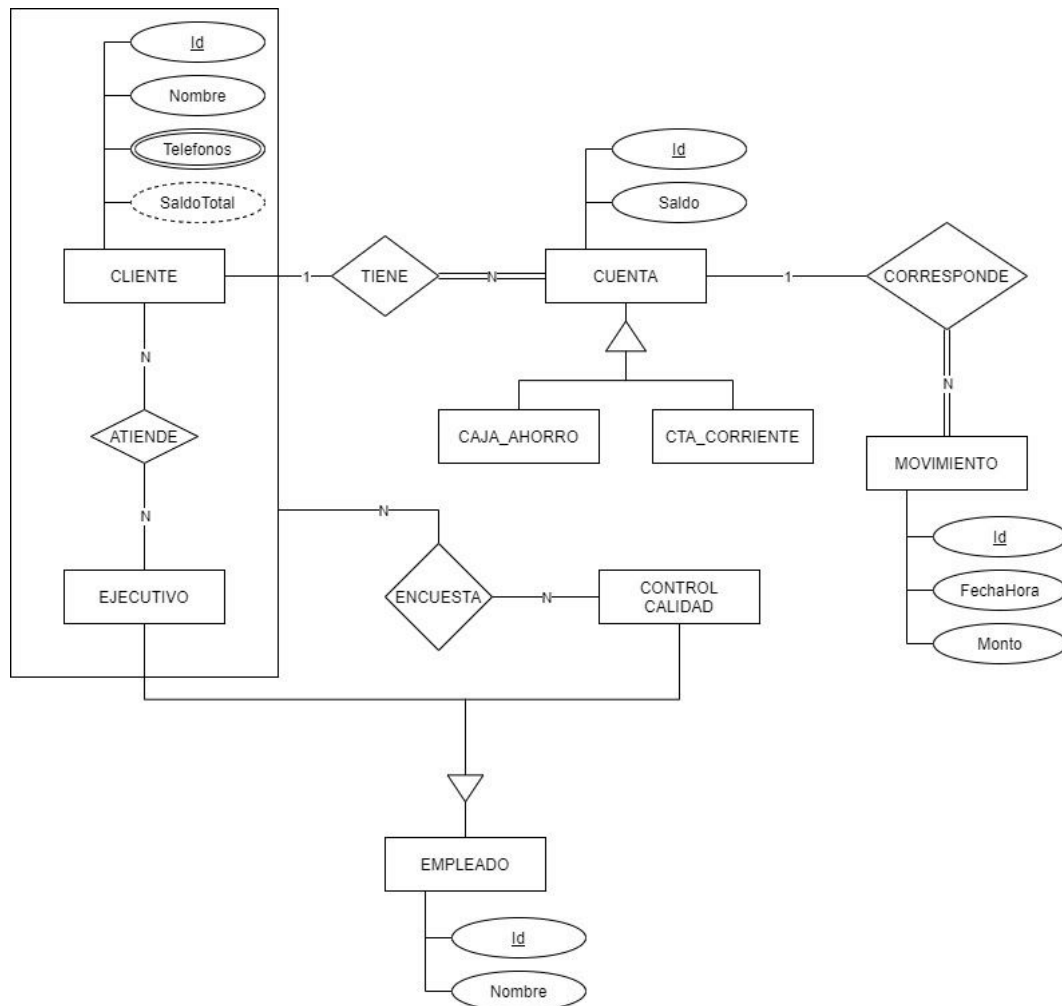 Id
Nombre
Telefonos
SaldoTotal
CLIENTE
1
TIENE
N
Id
Saldo
CUENTA
1
CORRESPONDE
N
N
ATIENDE
N
EJECUTIVO
CAJA_AHORRO
CTA_CORRIENTE
MOVIMIENTO
Id
FechaHora
Monto
N
ENCUESTA
N
CONTROL
CALIDAD
EMPLEADO
Id
Nombre